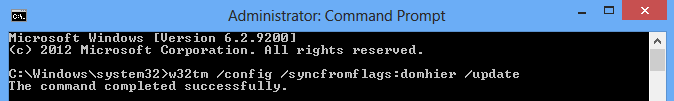 Administrator: Command Prompt
Microsoft Windows [Version 6.2.9200]
(c) 2012 Microsoft Corporation. All rights reserved.
C:\Windows\system32>w32tm /config /syncfromflags:domhier /update
The command completed successfully.